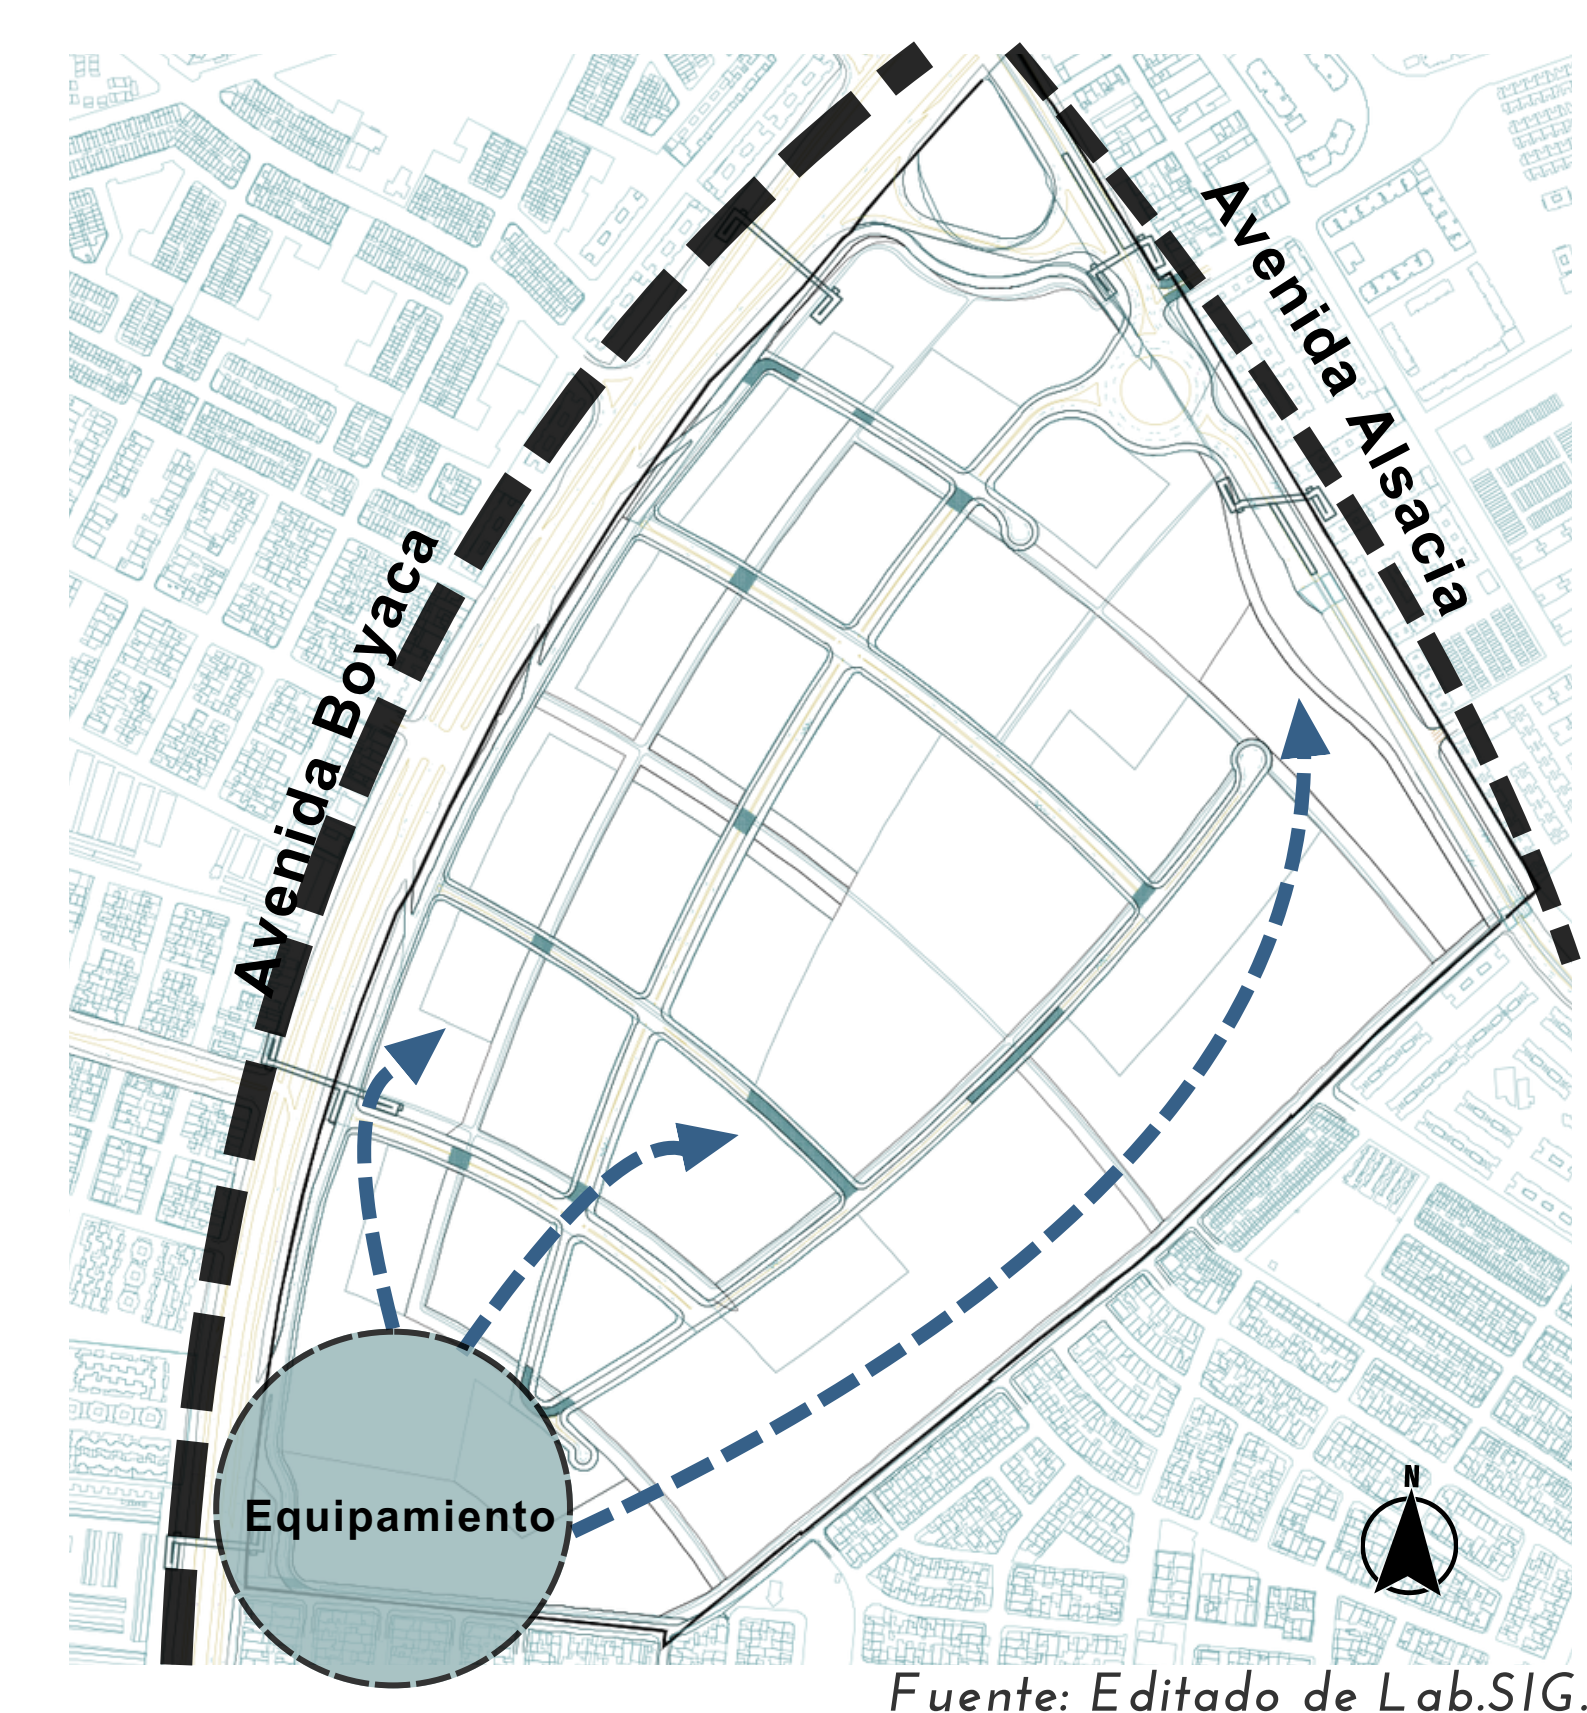 Avenida Boyaca
Avenida Alsacia
Equipamiento
N
Fuente: Editado de Lab.SIG.